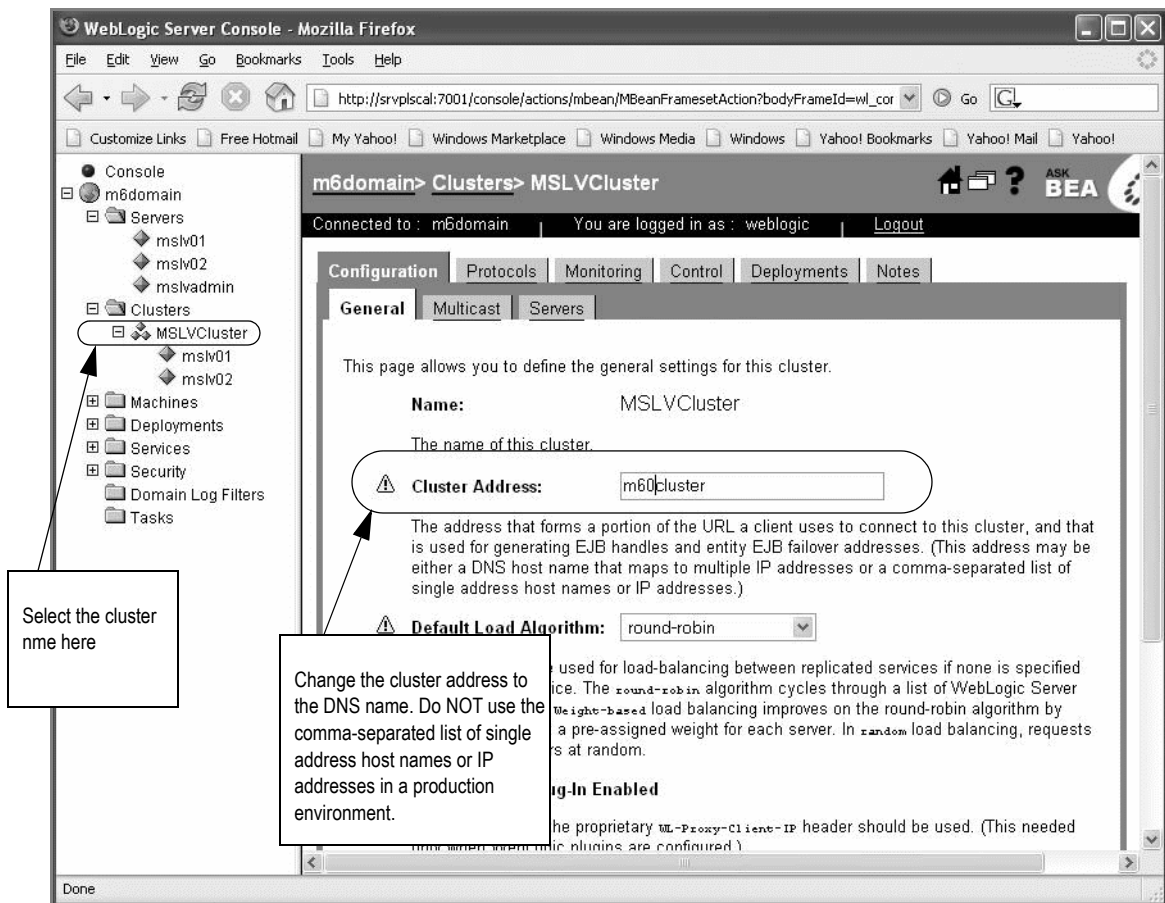 WebLogic Server Console - Mozilla Firefox
File Edit View Go Bookmarks Tools Help
http://srvplscal:7001/console/actions/mbean/MBeanFramesetAction?bodyFrameId=wl_cor Go G
Customize Links Free Hotmail My Yahoo! Windows Marketplace Windows Media Windows Yahoo! Bookmarks Yahoo! Mail Yahoo!
Console
m6domain
Servers
mslv01
mslv02
mslvadmin
Clusters
MSLVCluster
mslv01
mslv02
Machines
Deployments
Services
Security
Domain Log Filters
Tasks
Select the cluster
nme here
m6domain> Clusters> MSLVCluster
? ASK
BEA
Connected to : m6domain | You are logged in as : weblogic | Logout
Configuration Protocols Monitoring Control Deployments Notes
General Multicast Servers
This page allows you to define the general settings for this cluster.
Name: MSLVCluster
The name of this cluster.
Cluster Address: m60cluster
The address that forms a portion of the URL a client uses to connect to this cluster, and that
is used for generating EJB handles and entity EJB failover addresses. (This address may be
either a DNS host name that maps to multiple IP addresses or a comma-separated list of
single address host names or IP addresses.)
Default Load Algorithm: round-robin
used for load-balancing between replicated services if none is specified
ice. The round-robin algorithm cycles through a list of WebLogic Server
Weight-based load balancing improves on the round-robin algorithm by
a pre-assigned weight for each server. In random load balancing, requests
s at random.
ug-In Enabled
he proprietary WL-Proxy-Client-IP header should be used. (This needed
plugins are configured.)
Change the cluster address to
the DNS name. Do NOT use the
comma-separated list of single
address host names or IP
addresses in a production
environment.
Done